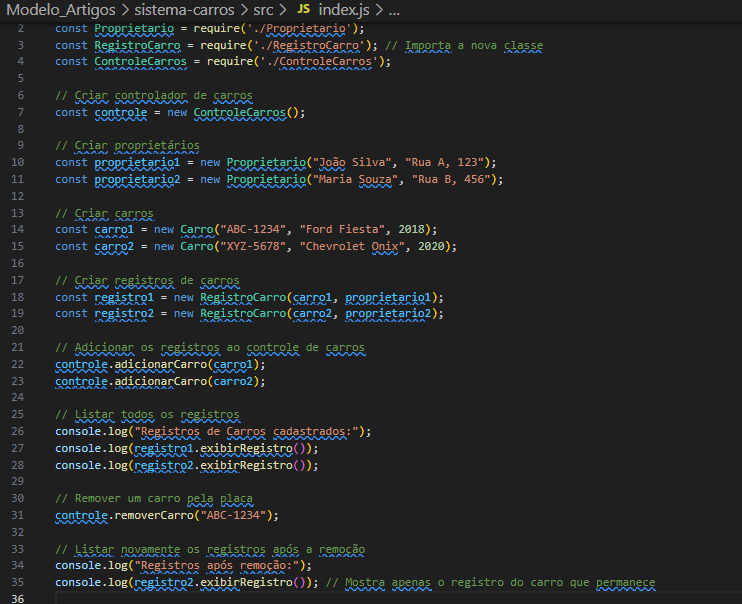 Modelo_Artigos > sistema-carros > src > JS index.js > ...
2 const Proprietario = require('./Proprietario');
3 const RegistroCarro = require('./RegistroCarro'); // Importa a nova classe
4 const ControleCarros = require('./ControleCarros');
5
6 // Criar controlador de carros
7 const controle = new ControleCarros();
8
9 // Criar proprietários
10 const proprietario1 = new Proprietario("João Silva", "Rua A, 123");
11 const proprietario2 = new Proprietario("Maria Souza", "Rua B, 456");
12
13 // Criar carros
14 const carro1 = new Carro("ABC-1234", "Ford Fiesta", 2018);
15 const carro2 = new Carro("XYZ-5678", "Chevrolet Onix", 2020);
16
17 // Criar registros de carros
18 const registro1 = new RegistroCarro(carro1, proprietario1);
19 const registro2 = new RegistroCarro(carro2, proprietario2);
20
21 // Adicionar os registros ao controle de carros
22 controle.adicionarCarro(carro1);
23 controle.adicionarCarro(carro2);
24
25 // Listar todos os registros
26 console.log("Registros de Carros cadastrados:");
27 console.log(registro1.exibirRegistro());
28 console.log(registro2.exibirRegistro());
29
30 // Remover um carro pela placa
31 controle.removerCarro("ABC-1234");
32
33 // Listar novamente os registros após a remoção
34 console.log("Registros após remoção:");
35 console.log(registro2.exibirRegistro()); // Mostra apenas o registro do carro que permanece
36